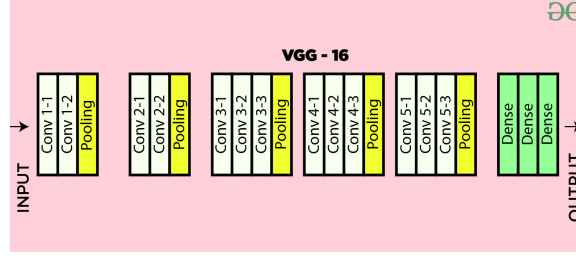 VGG - 16
INPUT
Conv 1-1
Conv 1-2
Pooling
Conv 2-1
Conv 2-2
Pooling
Conv 3-1
Conv 3-2
Conv 3-3
Pooling
Conv 4-1
Conv 4-2
Conv 4-3
Pooling
Conv 5-1
Conv 5-2
Conv 5-3
Pooling
Dense
Dense
Dense
OUTPUT